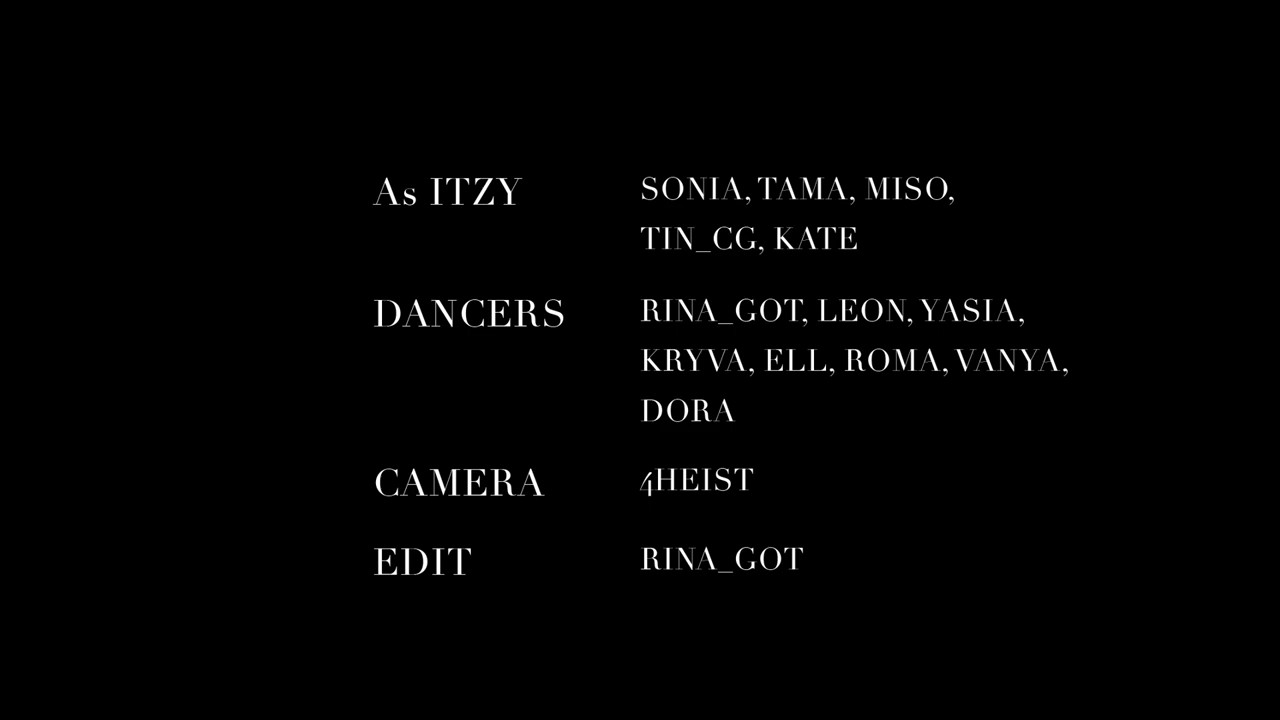 As ITZY SONIA, TAMA, MISO,
TIN_CG, KATE
DANCERS RINA_GOT, LEON, YASIA,
KRYVA, ELL, ROMA, VANYA,
DORA
CAMERA 4HEIST
EDIT RINA_GOT